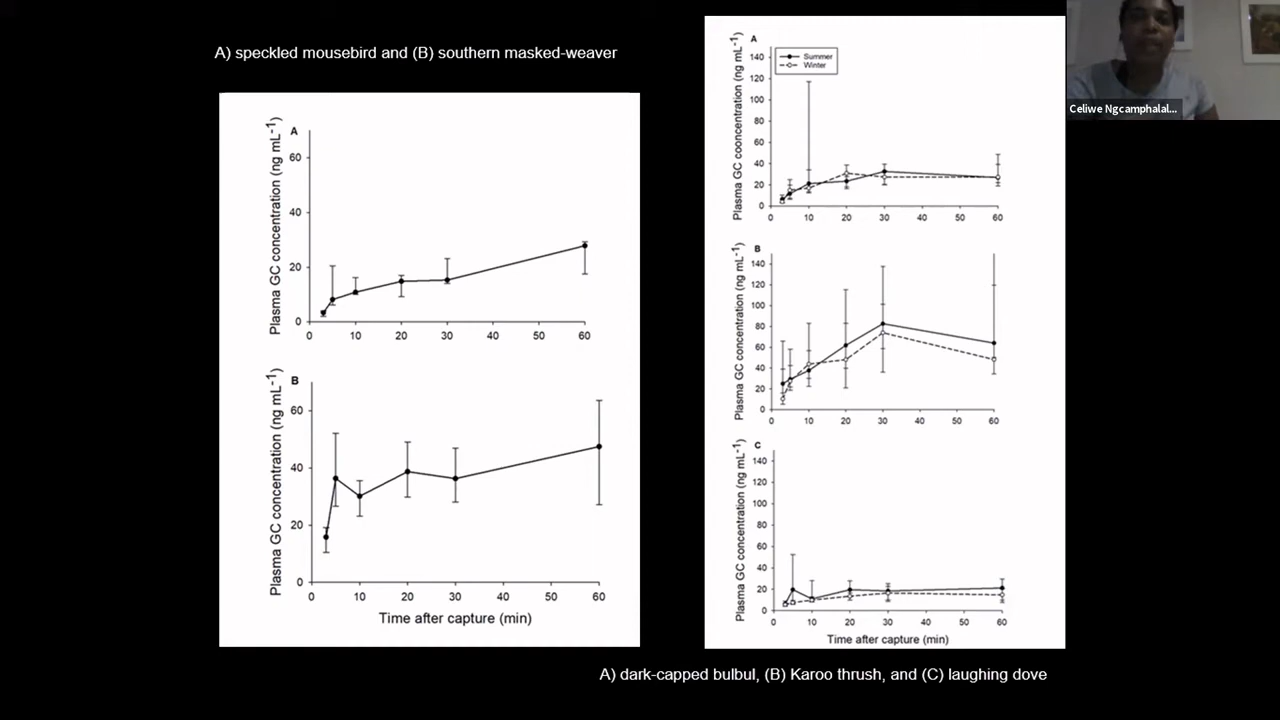 A) speckled mousebird and (B) southern masked-weaver
A
Plasma GC concentration (ng mL-1)
60
40
20
0
0 10 20 30 40 50 60
B
Plasma GC concentration (ng mL-1)
60
40
20
0
0 10 20 30 40 50 60
Time after capture (min)
A
Summer
Winter
Plasma GC cooncentration (ng mL-1)
140
120
100
80
60
40
20
0
0 10 20 30 40 50 60
B
Plasma GC concentration (ng mL-1)
140
120
100
80
60
40
20
0
0 10 20 30 40 50 60
C
Plasma GC concentration (ng mL-1)
140
120
100
80
60
40
20
0
0 10 20 30 40 50 60
Time after capture (min)
A) dark-capped bulbul, (B) Karoo thrush, and (C) laughing dove
Celiwe Ngcamphalal...